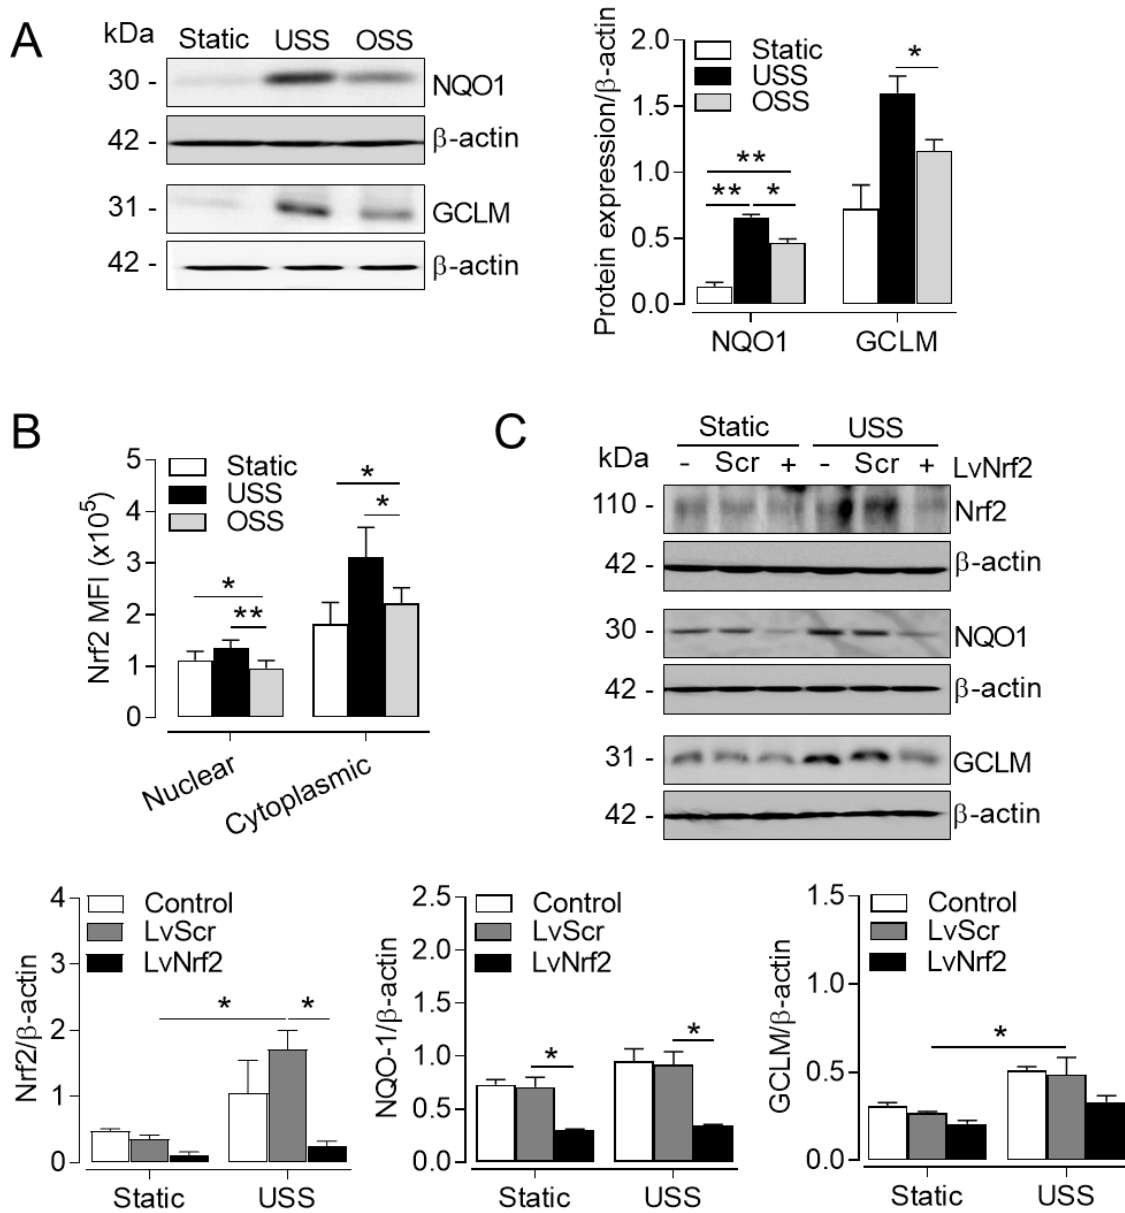 A
kDa Static USS OSS
30 - NQO1
42 - β-actin
31 - GCLM
42 - β-actin
Protein expression/β-actin
2.0
1.5
1.0
0.5
0.0
Static
USS
OSS
*
**
** *
NQO1 GCLM
B
Nrf2 MFI (x10⁵)
5
4
3
2
1
0
Static
USS
OSS
*
*
*
**
Nuclear
Cytoplasmic
C
Static USS
kDa - Scr + - Scr + LvNrf2
110 - Nrf2
42 - β-actin
30 - NQO1
42 - β-actin
31 - GCLM
42 - β-actin
Nrf2/β-actin
4
3
2
1
0
Control
LvScr
LvNrf2
* *
Static USS
NQO-1/β-actin
2.5
2.0
1.5
1.0
0.5
0.0
Control
LvScr
LvNrf2
* *
Static USS
GCLM/β-actin
1.5
1.0
0.5
0.0
Control
LvScr
LvNrf2
*
Static USS